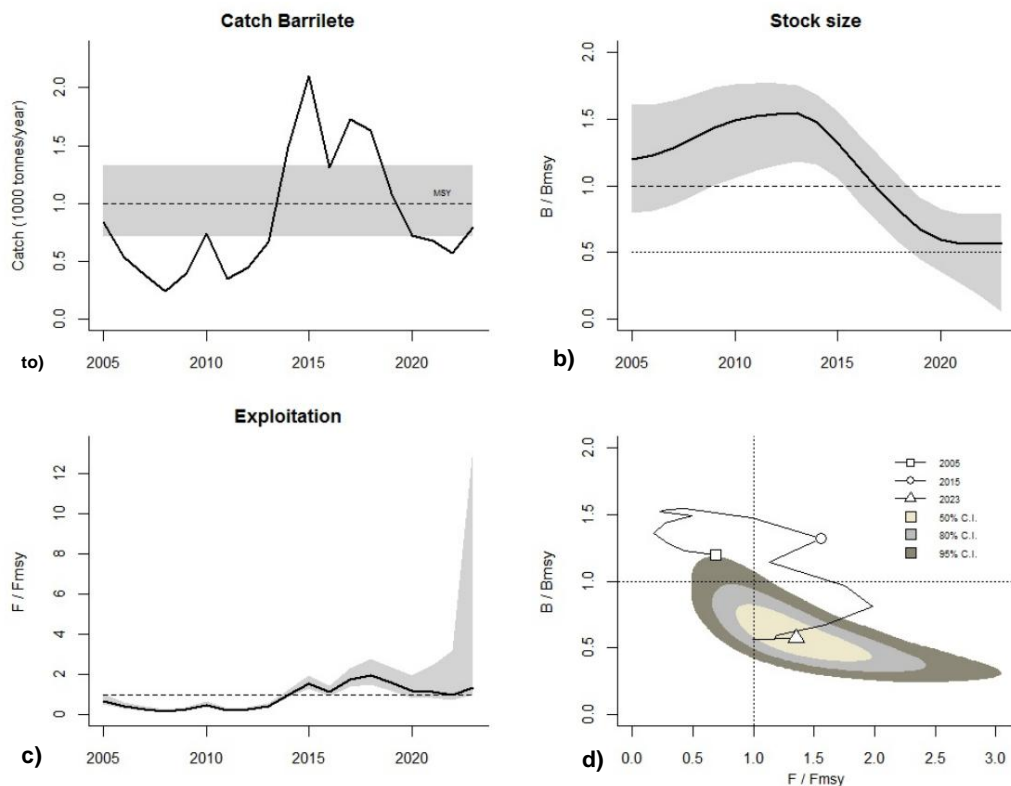 Catch Barrilete
Catch (1000 tonnes/year)
2.0
1.5
1.0
0.5
0.0
MSY
2005 2010 2015 2020
to)
Stock size
B / Bmsy
2.0
1.5
1.0
0.5
0.0
2005 2010 2015 2020
b)
Exploitation
F / Fmsy
12
10
8
6
4
2
0
2005 2010 2015 2020
c)
B / Bmsy
2.0
1.5
1.0
0.5
0.0
2005
2015
2023
50% C.I.
80% C.I.
95% C.I.
0.0 0.5 1.0 1.5 2.0 2.5 3.0
F / Fmsy
d)